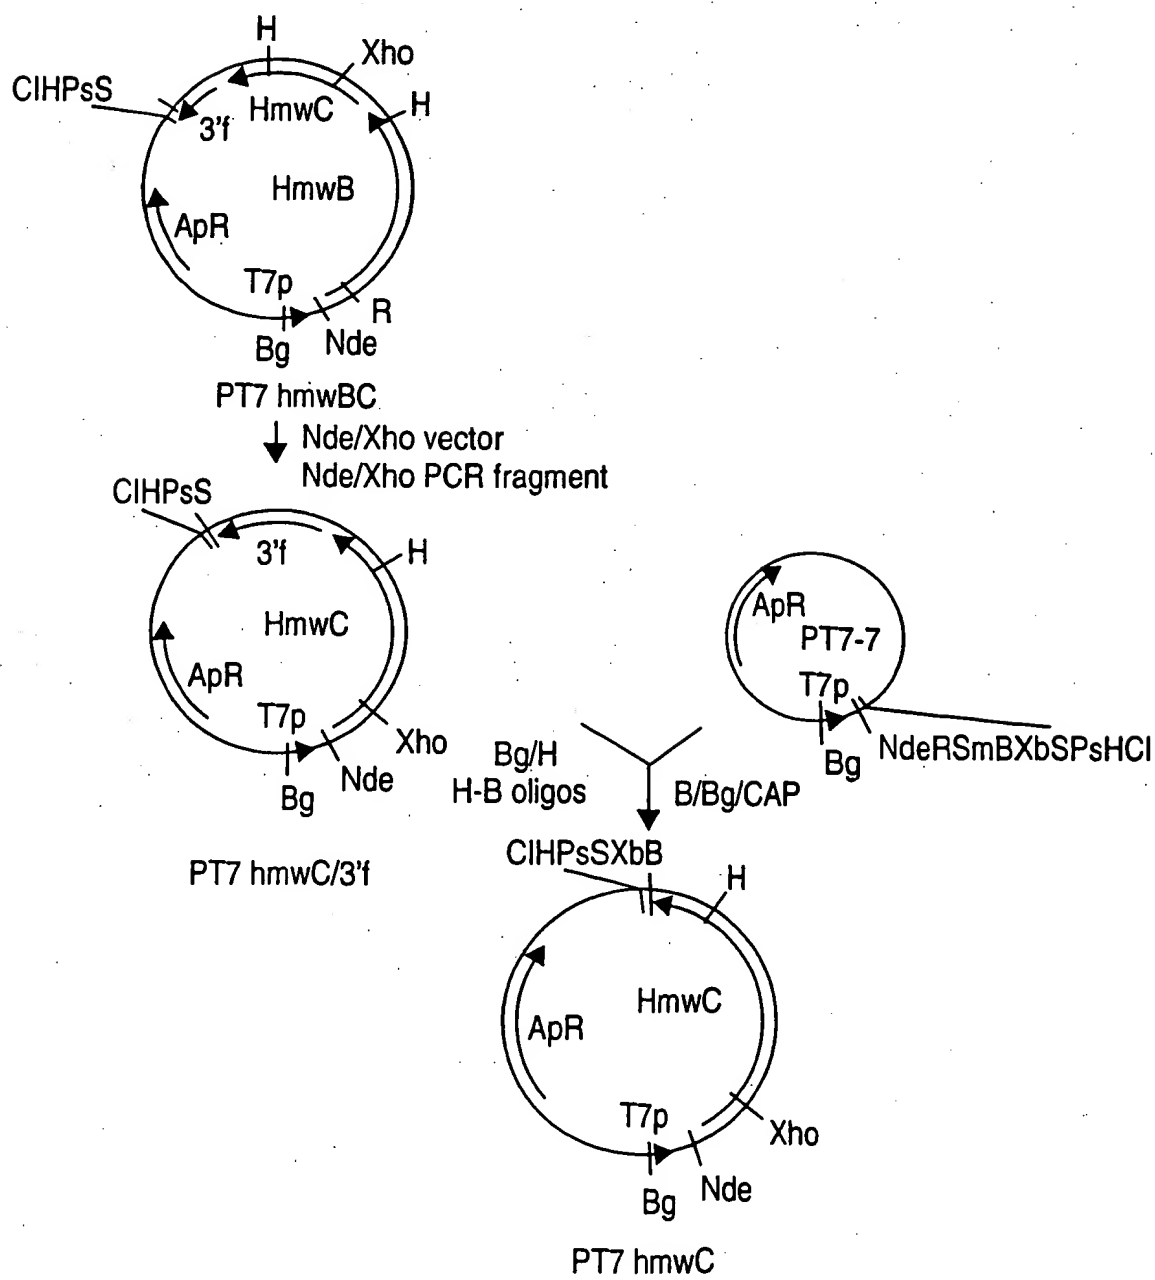 H
Xho
ClHPsS
H
HmwC
3'f
HmwB
ApR
T7p
R
Nde
Bg
PT7 hmwBC
Nde/Xho vector
Nde/Xho PCR fragment
ClHPsS
3'f
H
HmwC
ApR
T7p
Xho
Nde
Bg
PT7 hmwC/3'f
ApR
PT7-7
T7p
NdeRSmBXbSPsHCl
Bg
Bg/H
H-B oligos
B/Bg/CAP
ClHPsSXbB
H
HmwC
ApR
T7p
Xho
Nde
Bg
PT7 hmwC